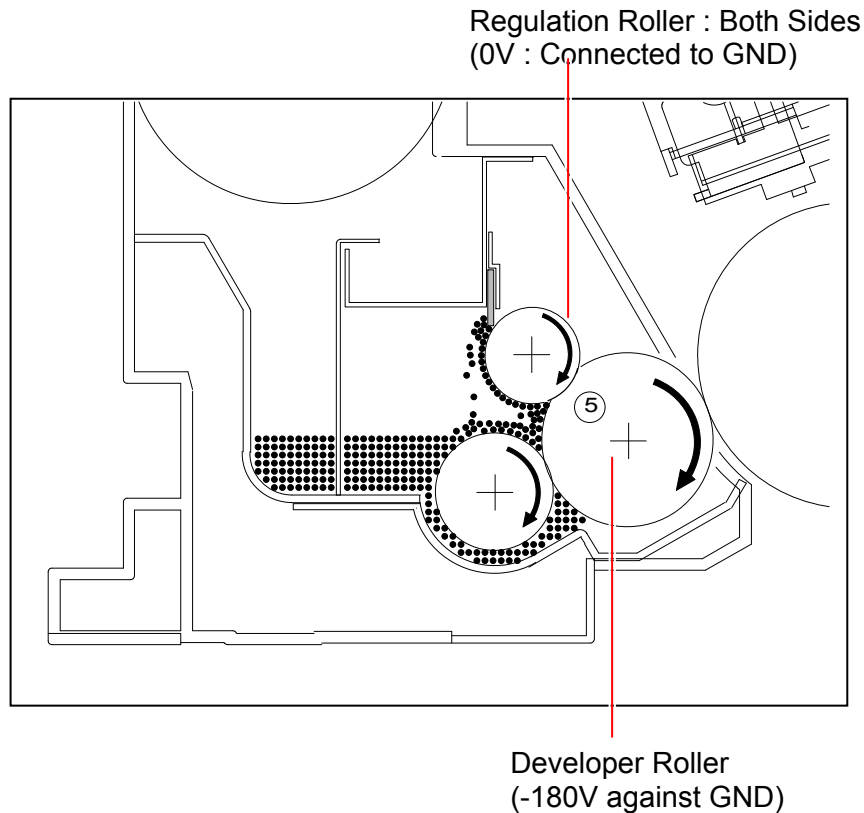 Regulation Roller : Both Sides
(0V : Connected to GND)
5
Developer Roller
(-180V against GND)